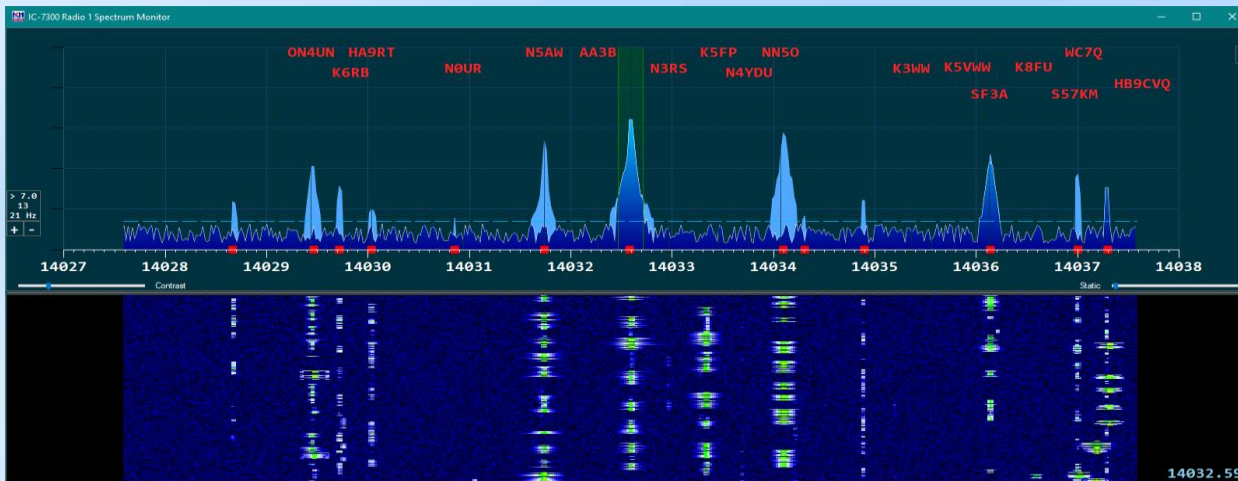 IC-7300 Radio 1 Spectrum Monitor
ON4UN HA9RT N5AW AA3B K5FP NN5O WC7Q
K6RB N0UR N3RS N4YDU K3WW K5VWW K8FU HB9CVQ
SF3A S57KM
> 7.0
13
21 Hz
+ -
14027 14028 14029 14030 14031 14032 14033 14034 14035 14036 14037 14038
Contrast Static
14032.59